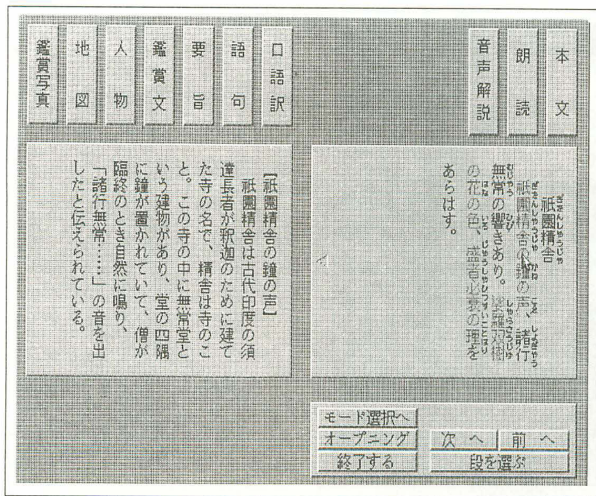 本文
朗読
音声解説
口語訳
語句
要旨
鑑賞文
人物
地図
鑑賞写真
祇園精舎
祇園精舎の鐘の声、諸行
無常の響きあり。娑羅双樹
の花の色、盛者必衰の理を
あらはす。
【祇園精舎の鐘の声】
祇園精舎は古代印度の須
達長者が釈迦のために建て
た寺の名で、精舎は寺のこ
と。この寺の中に無常堂と
いう建物があり、堂の四隅
に鐘が置かれていて、僧が
臨終のとき自然に鳴り、
「諸行無常……」の音を出
したと伝えられている。
モード選択へ
オープニング
終了する
次へ
前へ
段を選ぶ